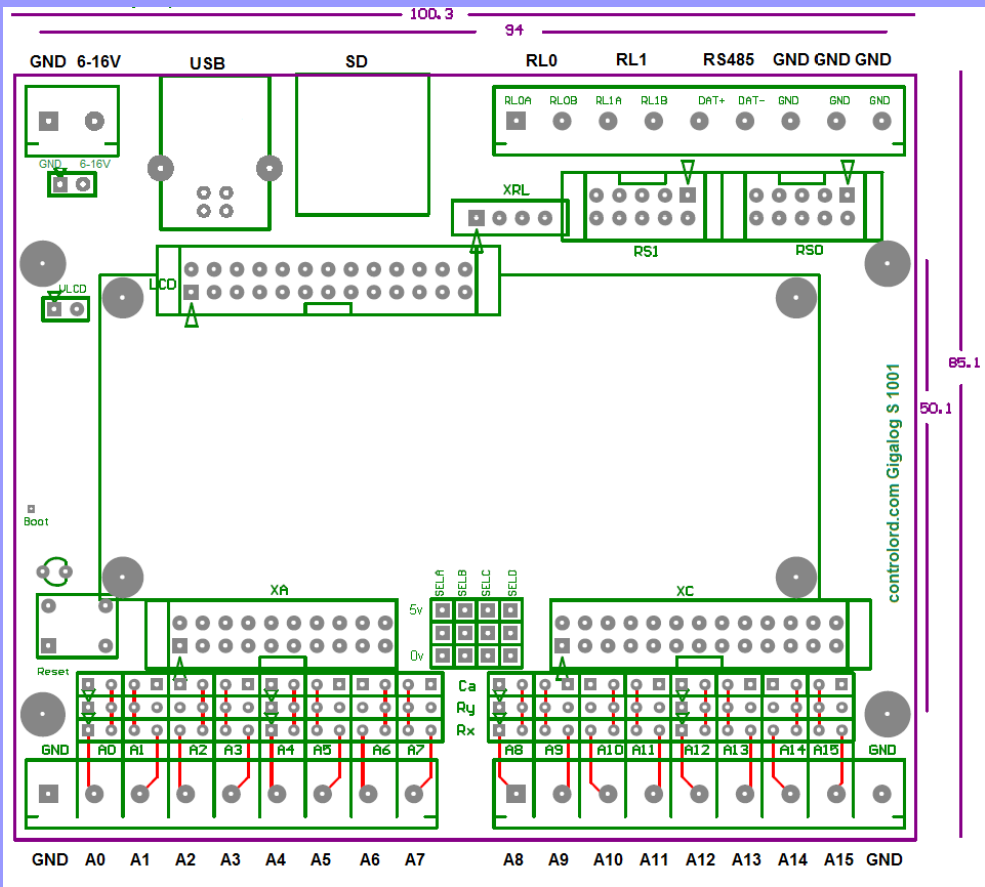 100.3
94
GND 6-16V USB SD RL0 RL1 RS485 GND GND GND
RL0A RL0B RL1A RL1B DAT+ DAT- GND GND GND
GND 6-16V
XRL
RS1 RS0
LCD
VLCD
85.1
50.1
controlord.com Gigalog S 1001
Boot
SELA SELB SELC SELD
XA XC
5v
0v
Reset
Ca
Ry
Rx
GND A0 A1 A2 A3 A4 A5 A6 A7 A8 A9 A10 A11 A12 A13 A14 A15 GND
GND A0 A1 A2 A3 A4 A5 A6 A7 A8 A9 A10 A11 A12 A13 A14 A15 GND